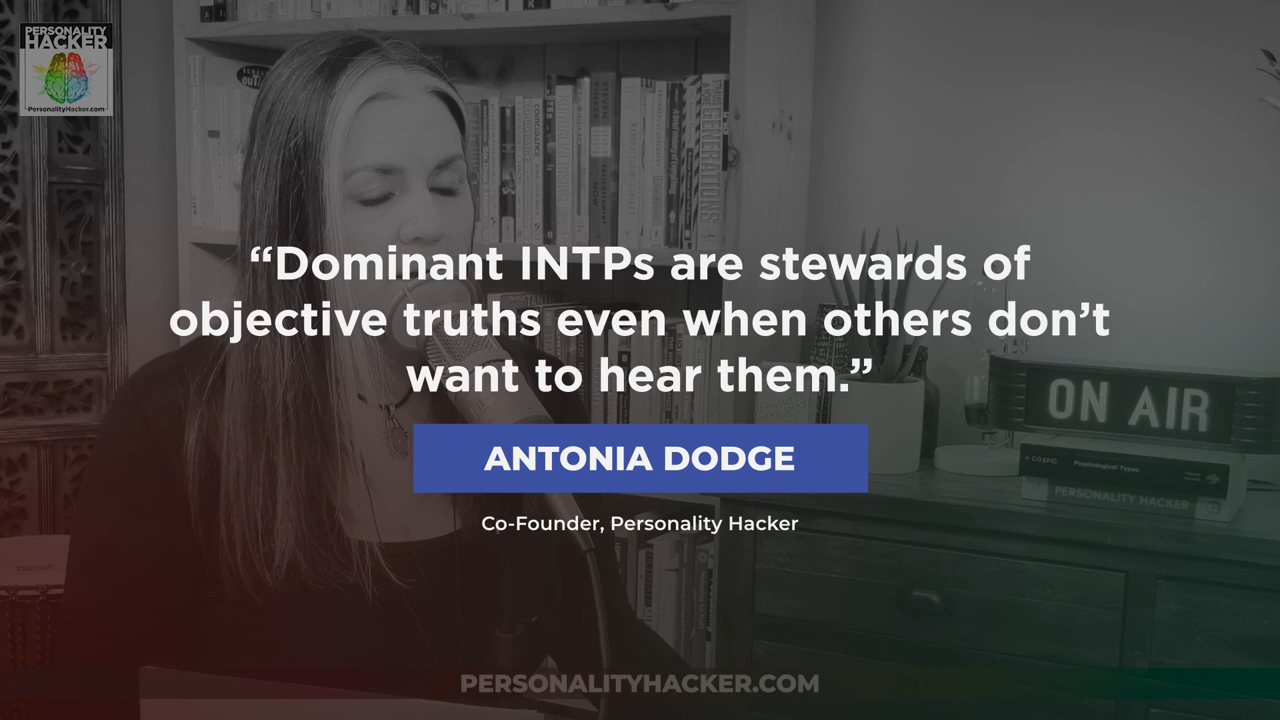 PERSONALITY
HACKER
PersonalityHacker.com
GENERATIONS
“Dominant INTPs are stewards of
objective truths even when others don’t
want to hear them.”
ON AIR
ANTONIA DODGE
Psychological Types
PERSONALITY HACKER
Co-Founder, Personality Hacker
PERSONALITYHACKER.COM